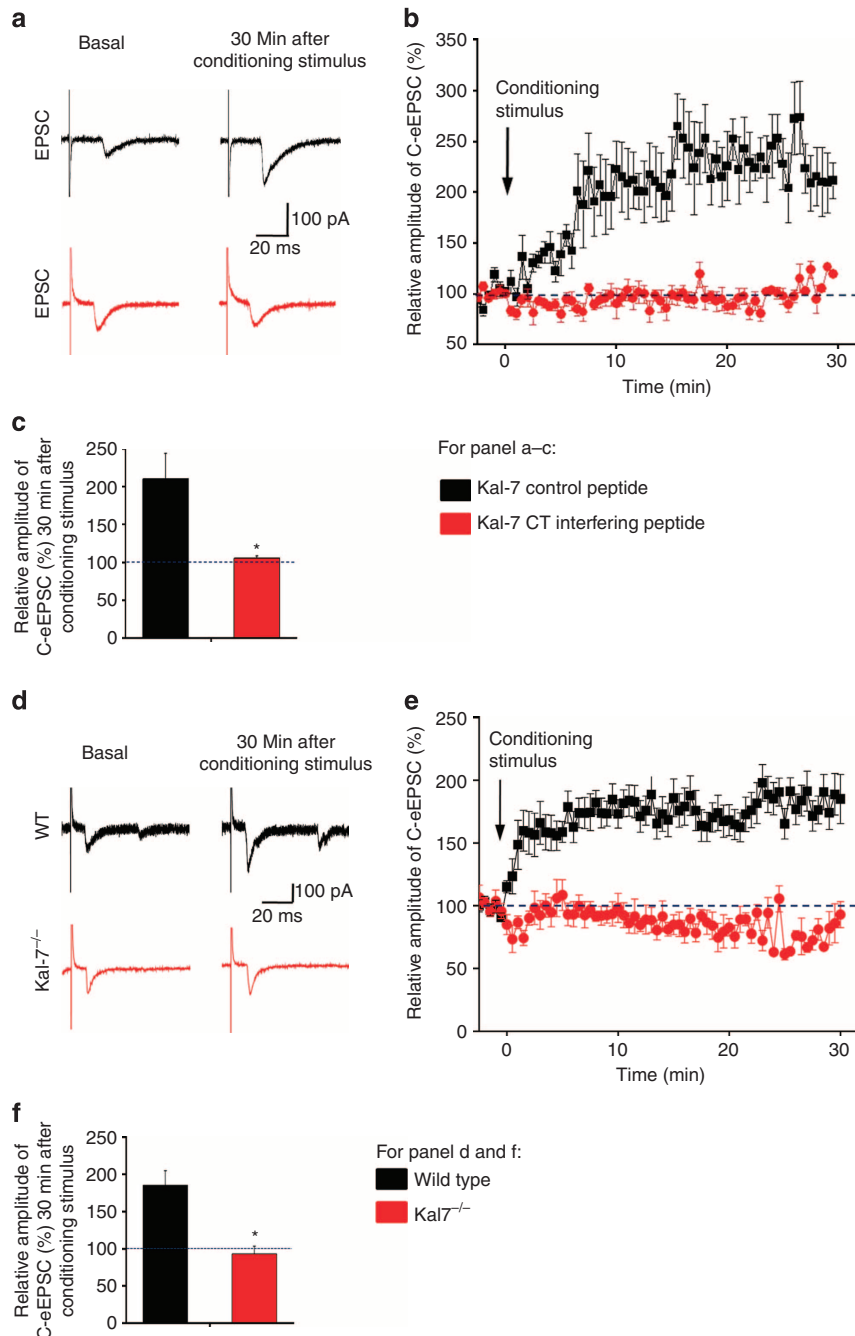 a
Basal
30 Min after
conditioning stimulus
EPSC
100 pA
20 ms
EPSC
b
Relative amplitude of C-eEPSC (%)
350
300
250
200
150
100
50
Conditioning
stimulus
0
10
20
30
Time (min)
c
Relative amplitude of
C-eEPSC (%) 30 min after
conditioning stimulus
250
200
150
100
50
0
*
For panel a–c:
Kal-7 control peptide
Kal-7 CT interfering peptide
d
Basal
30 Min after
conditioning stimulus
WT
100 pA
20 ms
Kal-7–/–
e
Relative amplitude of C-eEPSC (%)
250
200
150
100
50
0
Conditioning
stimulus
0
10
20
30
Time (min)
f
Relative amplitude of
C-eEPSC (%) 30 min after
conditioning stimulus
250
200
150
100
50
0
*
For panel d and f:
Wild type
Kal7–/–